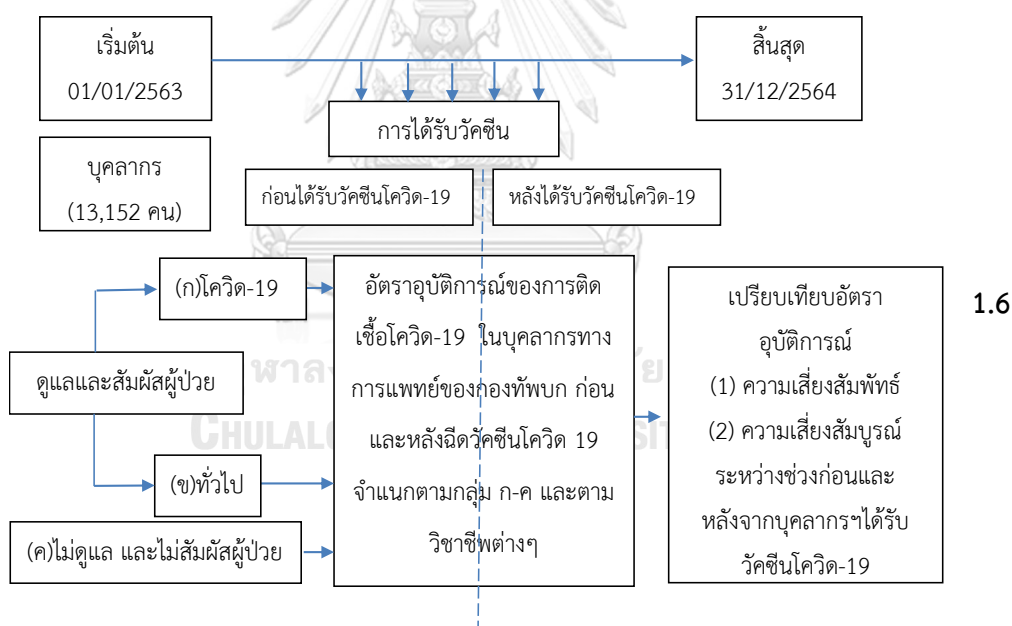 เริ่มต้น
01/01/2563
สิ้นสุด
31/12/2564
การได้รับวัคซีน
บุคลากร
(13,152 คน)
ก่อนได้รับวัคซีนโควิด-19
หลังได้รับวัคซีนโควิด-19
(ก)โควิด-19
ดูแลและสัมผัสผู้ป่วย
(ข)ทั่วไป
(ค)ไม่ดูแล และไม่สัมผัสผู้ป่วย
อัตราอุบัติการณ์ของการติด
เชื้อโควิด-19 ในบุคลากรทาง
การแพทย์ของกองทัพบก ก่อน
และหลังฉีดวัคซีนโควิด 19
จำแนกตามกลุ่ม ก-ค และตาม
วิชาชีพต่างๆ
เปรียบเทียบอัตรา
อุบัติการณ์
(1) ความเสี่ยงสัมพัทธ์
(2) ความเสี่ยงสัมบูรณ์
ระหว่างช่วงก่อนและ
หลังจากบุคลากรฯได้รับ
วัคซีนโควิด-19
1.6